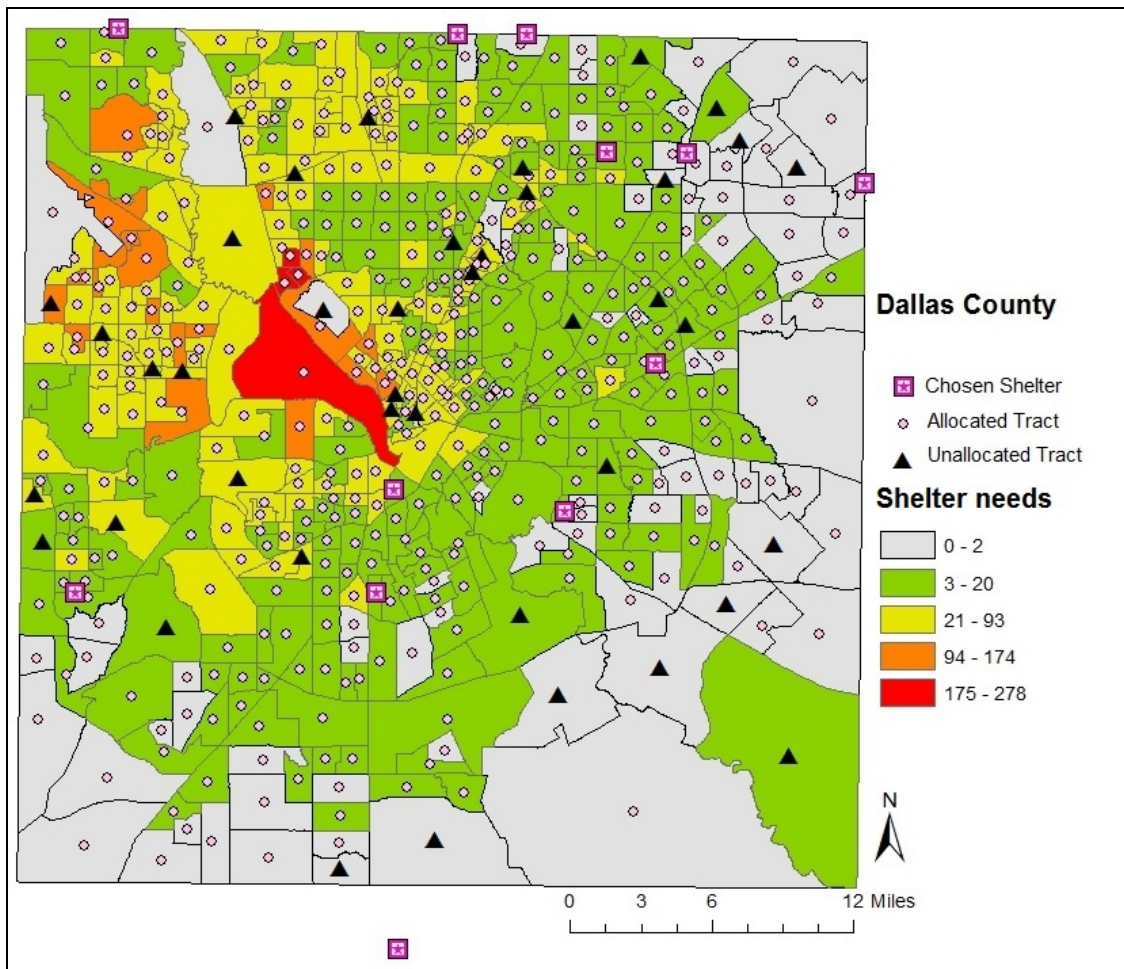 Dallas County
Chosen Shelter
Allocated Tract
Unallocated Tract
Shelter needs
0 - 2
3 - 20
21 - 93
94 - 174
175 - 278
N
0 3 6 12 Miles